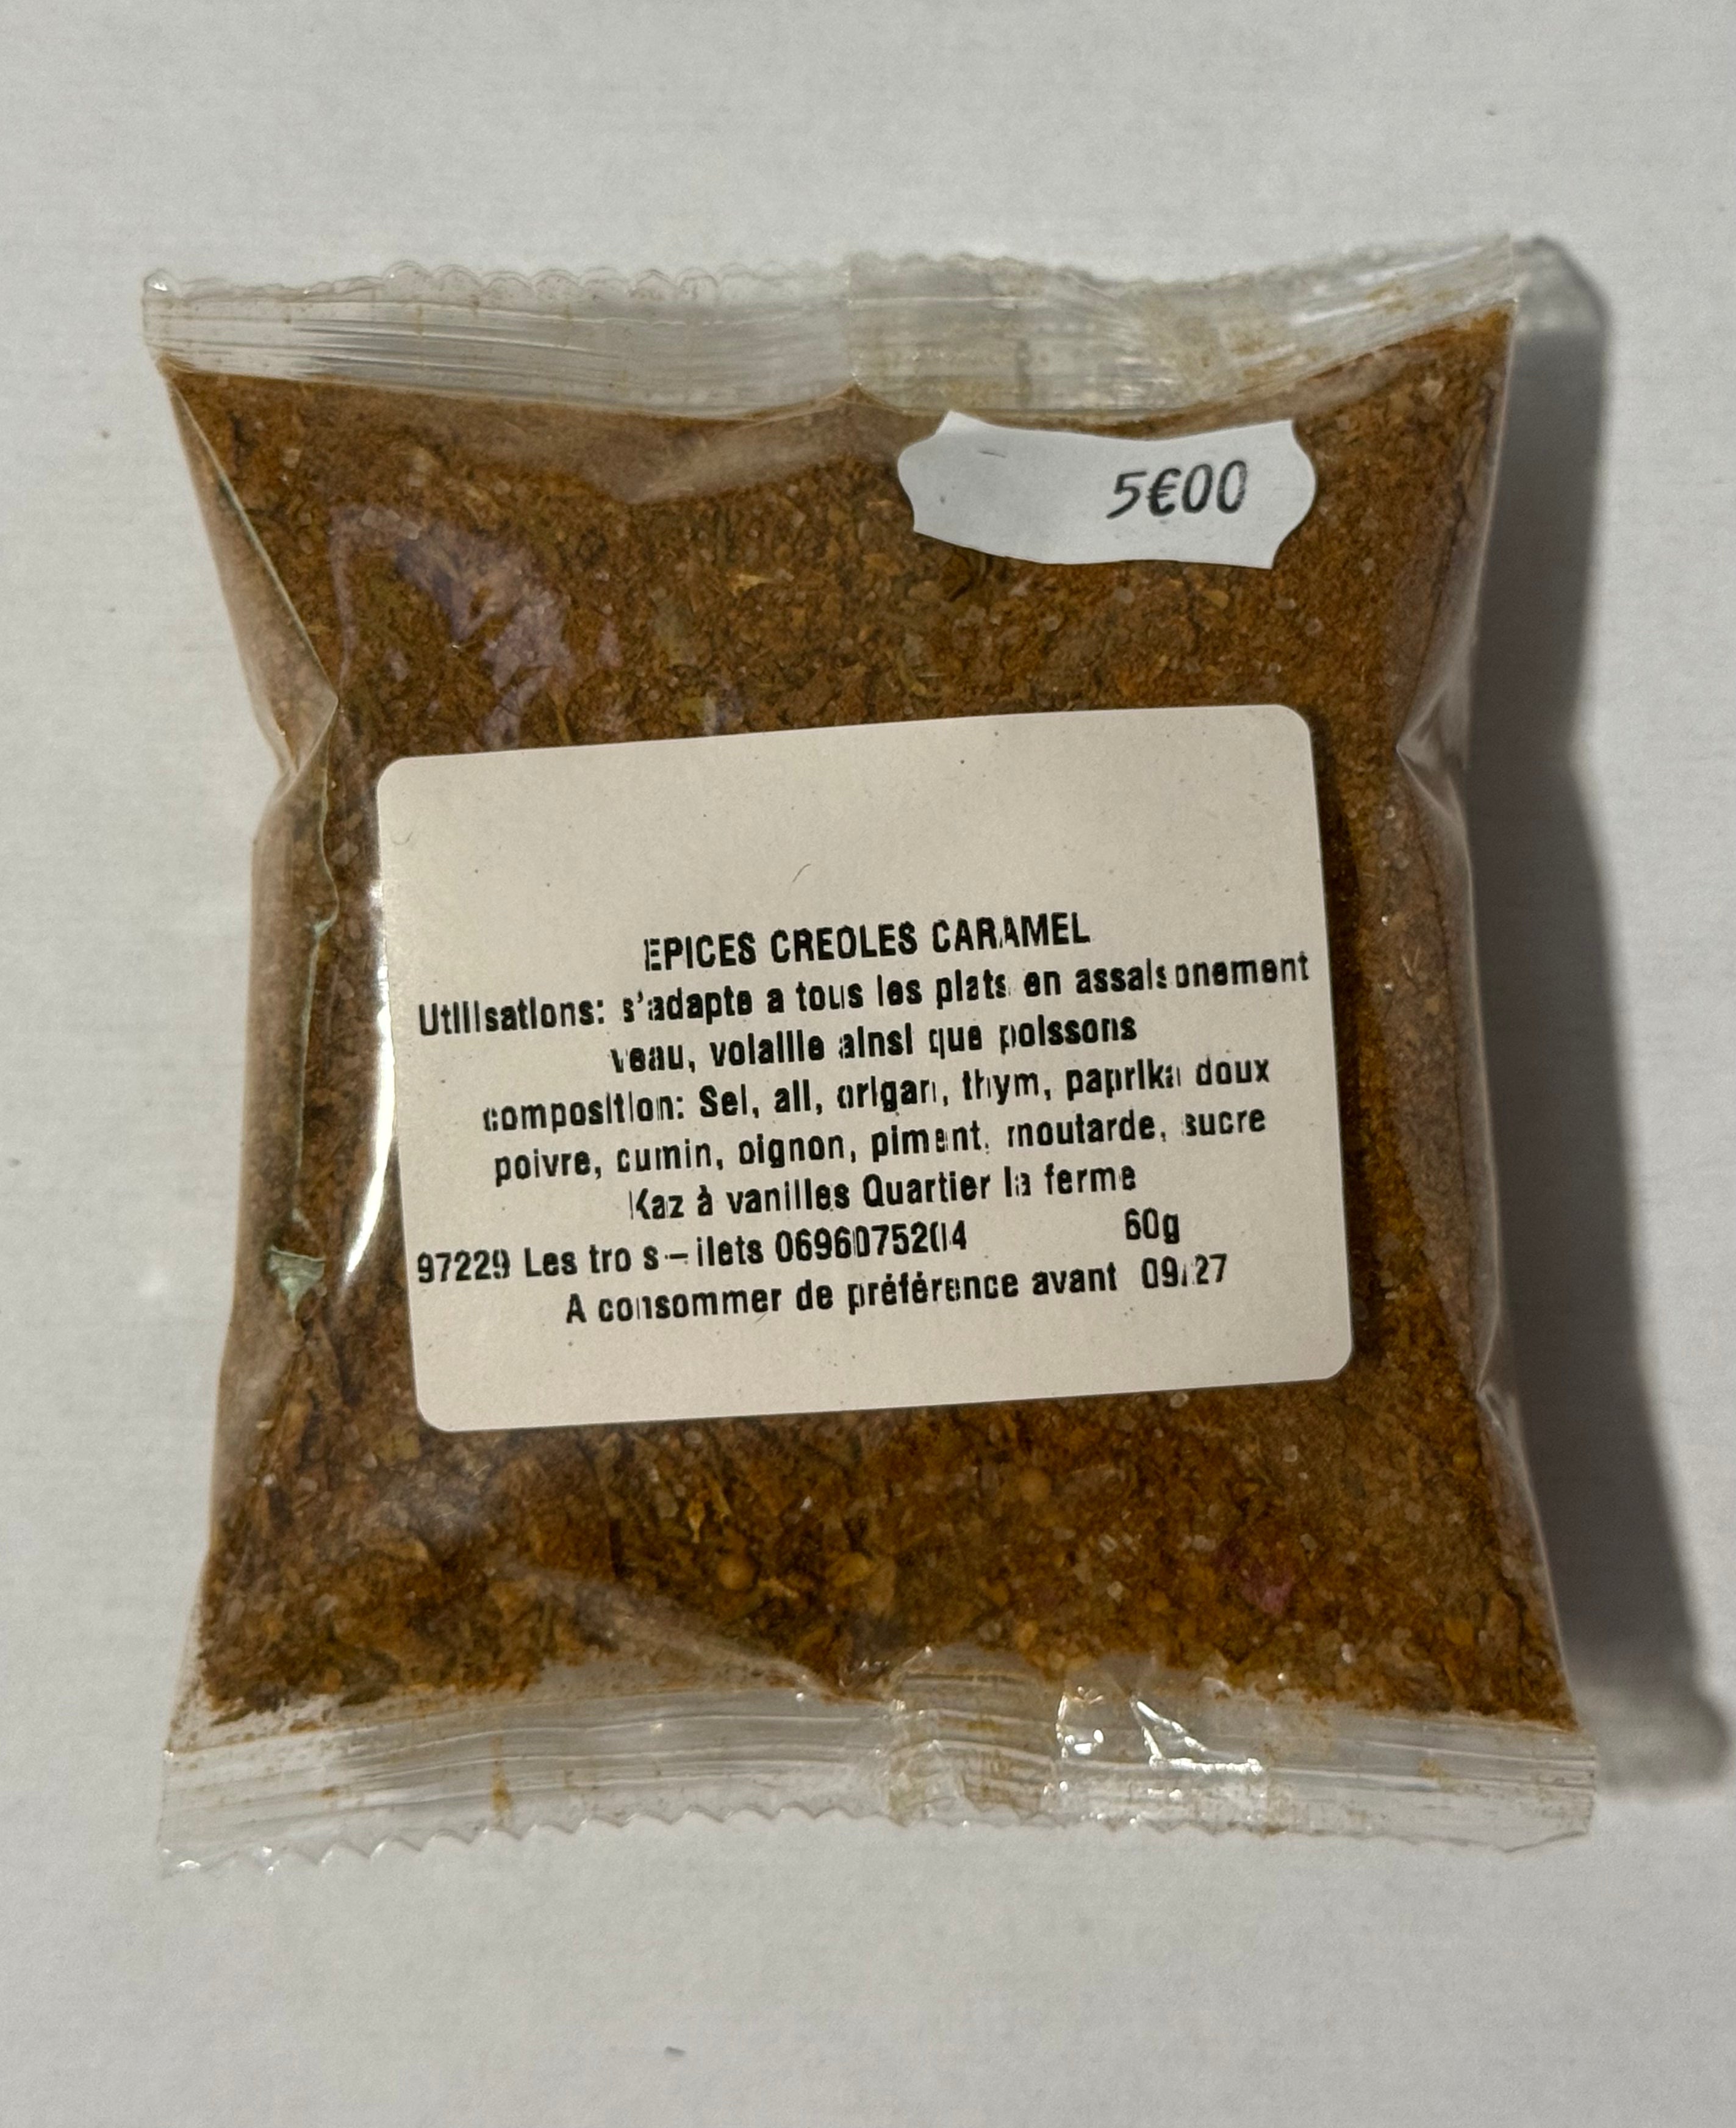 5€00
EPICES CREOLES CARAMEL
Utilisations: s'adapte a tous les plats en assaisonement
veau, volaille ainsi que poissons
composition: Sel, ail, origan, thym, paprika doux
poivre, cumin, oignon, piment, moutarde, sucre
Kaz à vanilles Quartier la ferme
97229 Les trois-ilets 0696075204 60g
A consommer de préférence avant 09/27